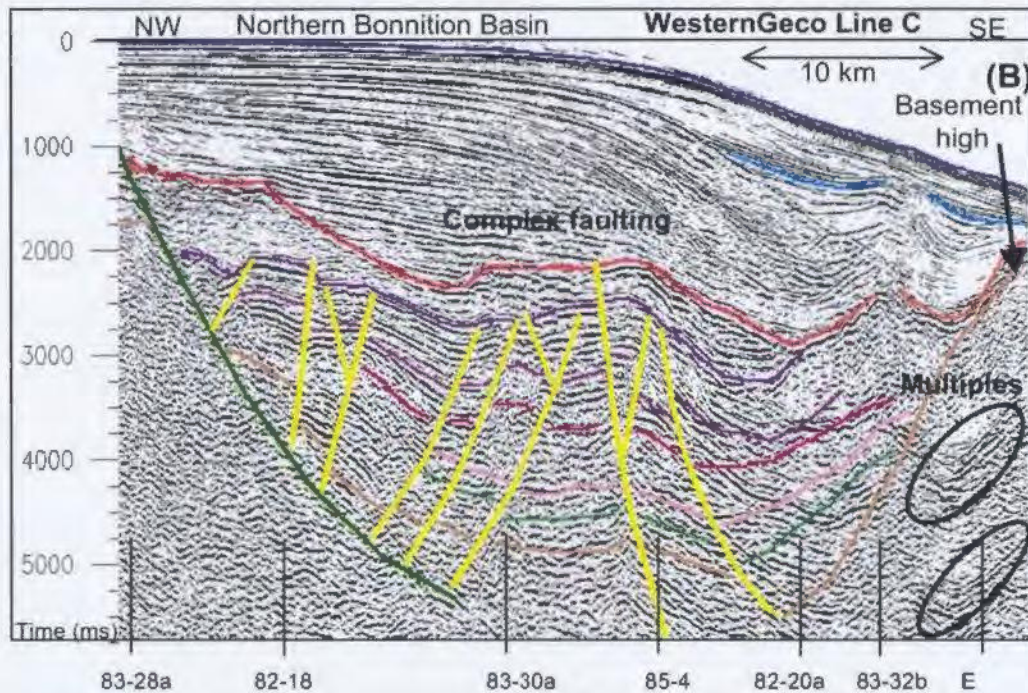 NW Northern Bonnition Basin WesternGeco Line C SE
0
10 km
(B)
Basement
high
1000
Complex faulting
2000
3000
Multiples
4000
5000
Time (ms)
83-28a 82-18 83-30a 85-4 82-20a 83-32b E